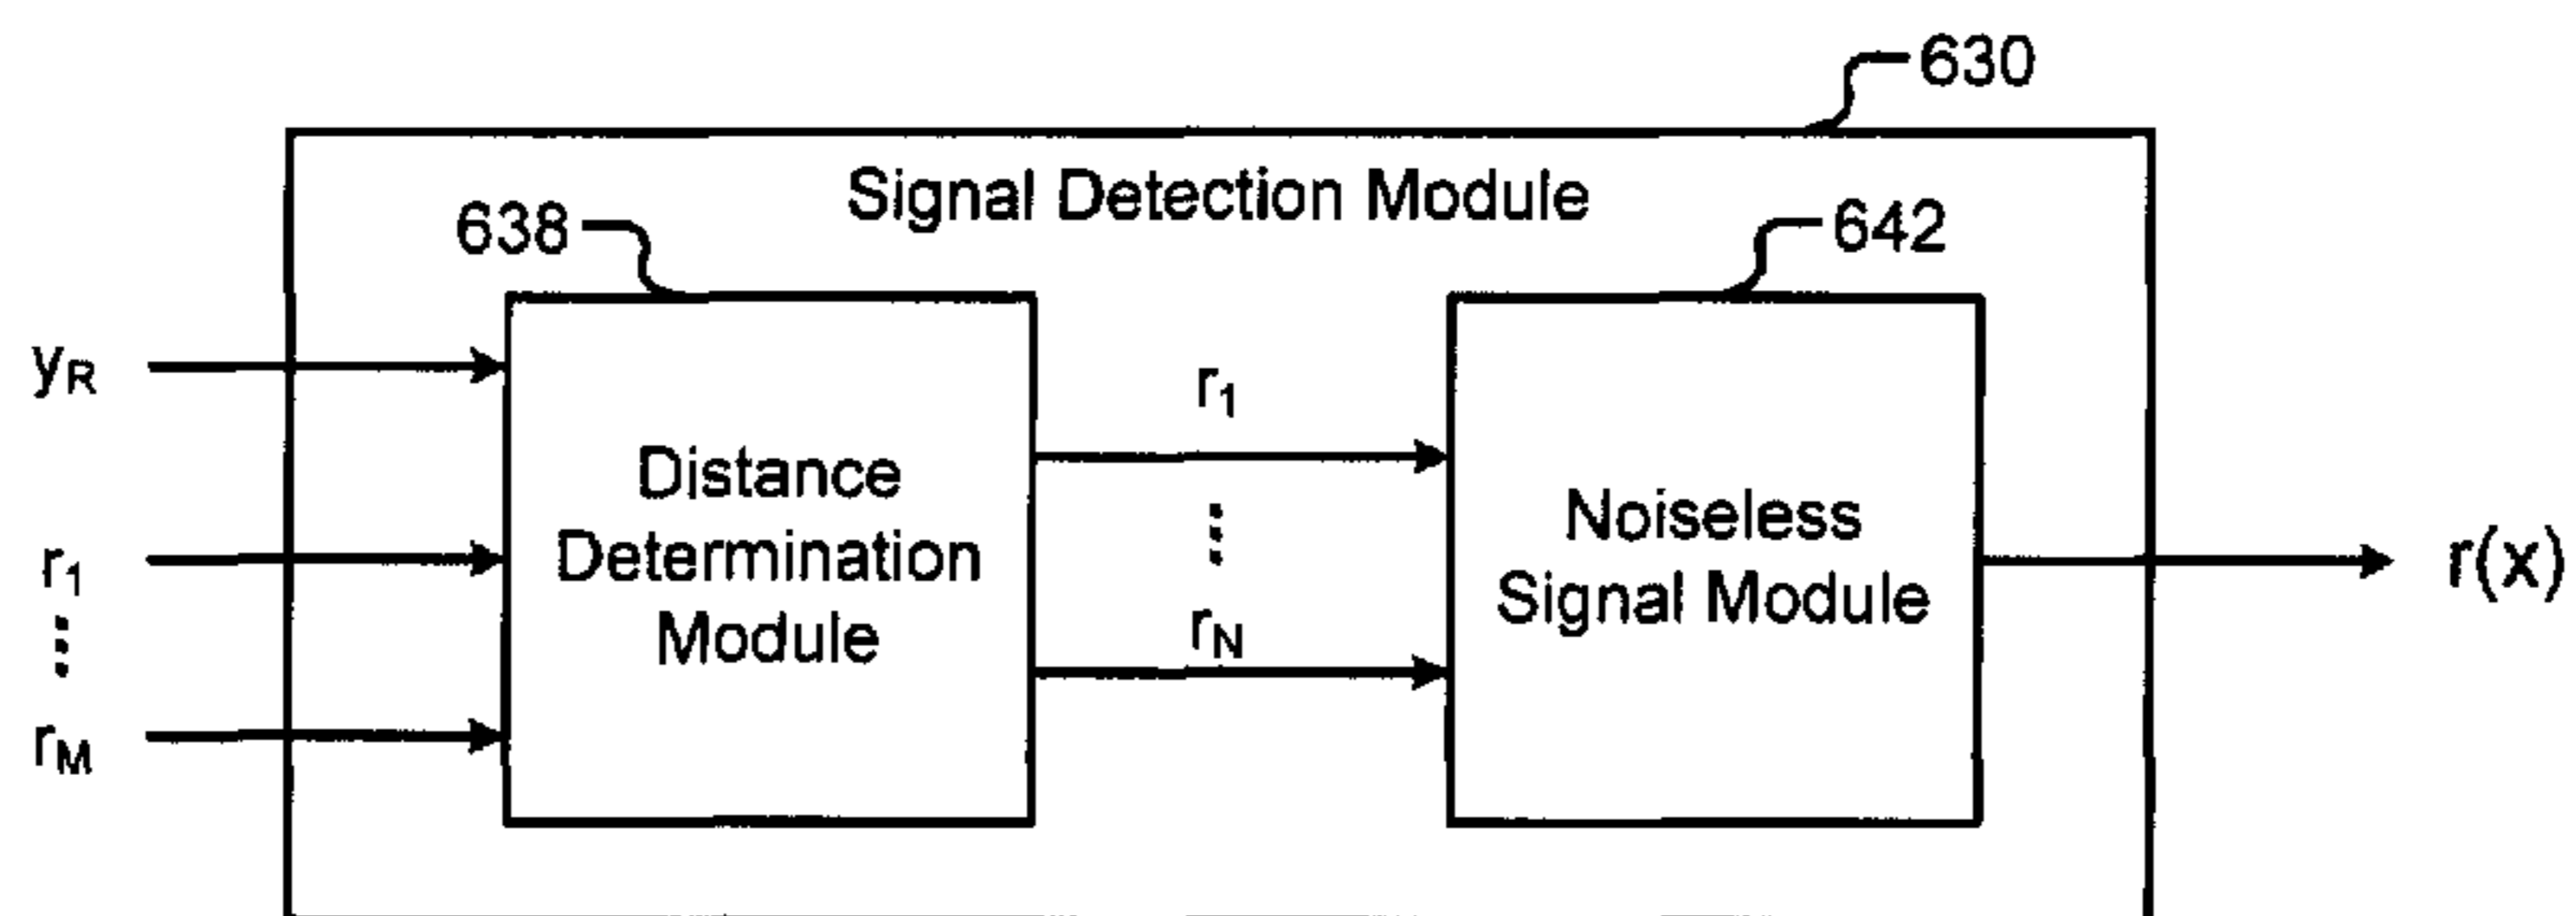 630
Signal Detection Module
638
642
yR
r1
⋮
rM
Distance
Determination
Module
r1
⋮
rN
Noiseless
Signal Module
r(x)